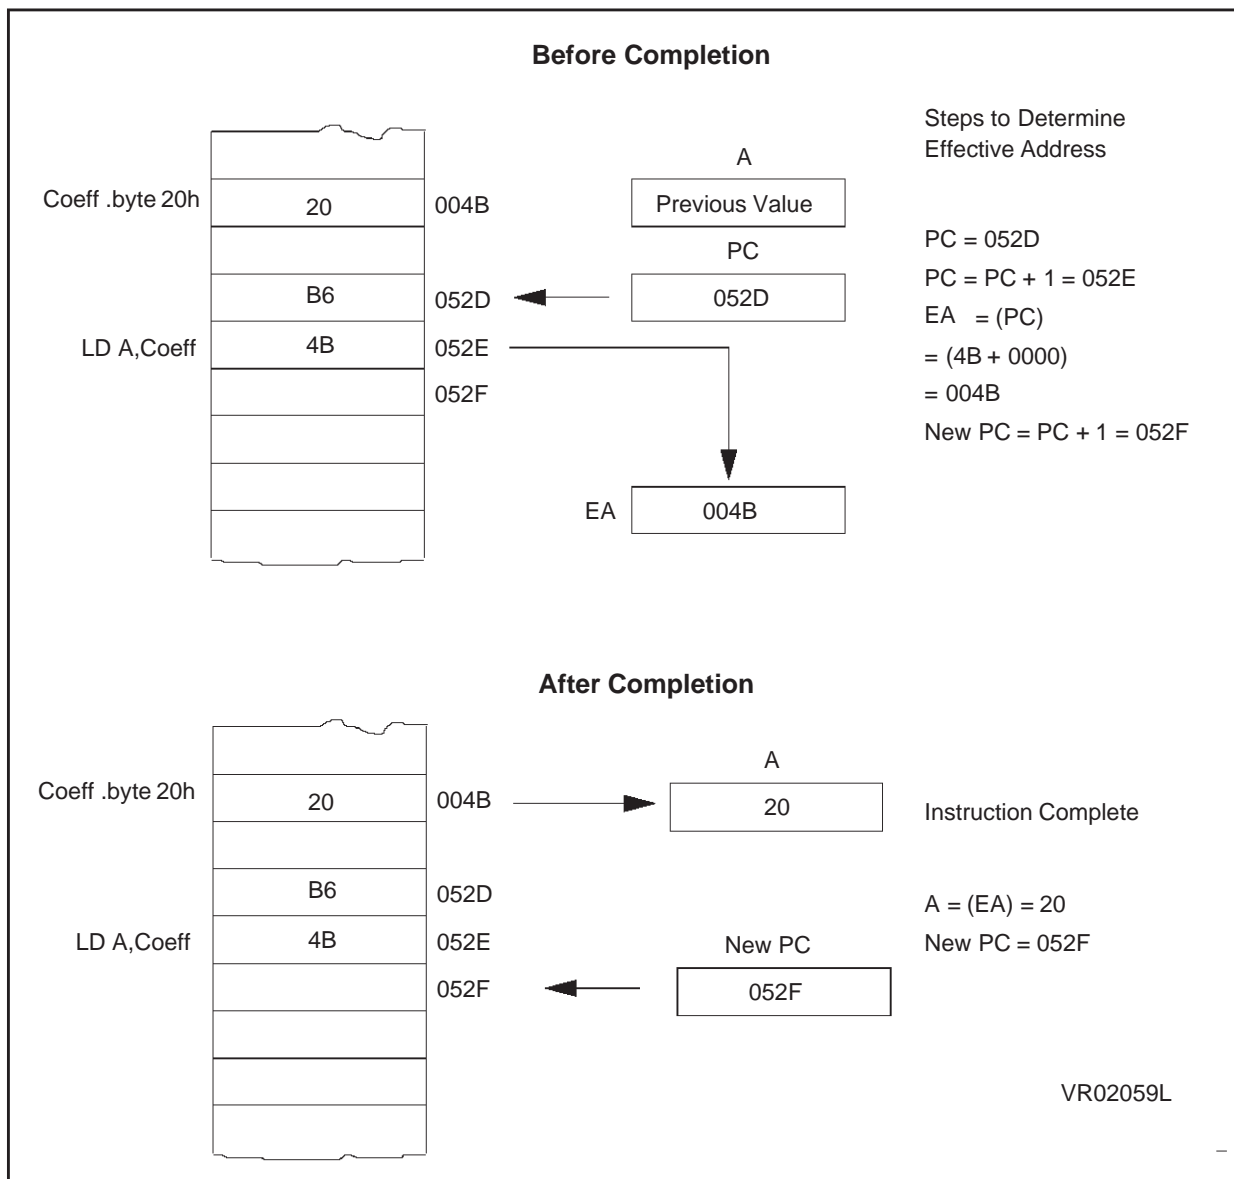 Before Completion
Steps to Determine
Effective Address
A
Coeff .byte 20h
20
004B
Previous Value
PC
PC = 052D
B6
052D
052D
PC = PC + 1 = 052E
EA = (PC)
LD A,Coeff
4B
052E
= (4B + 0000)
052F
= 004B
New PC = PC + 1 = 052F
EA
004B
After Completion
A
Coeff .byte 20h
20
004B
20
Instruction Complete
B6
052D
A = (EA) = 20
LD A,Coeff
4B
052E
New PC
New PC = 052F
052F
052F
VR02059L